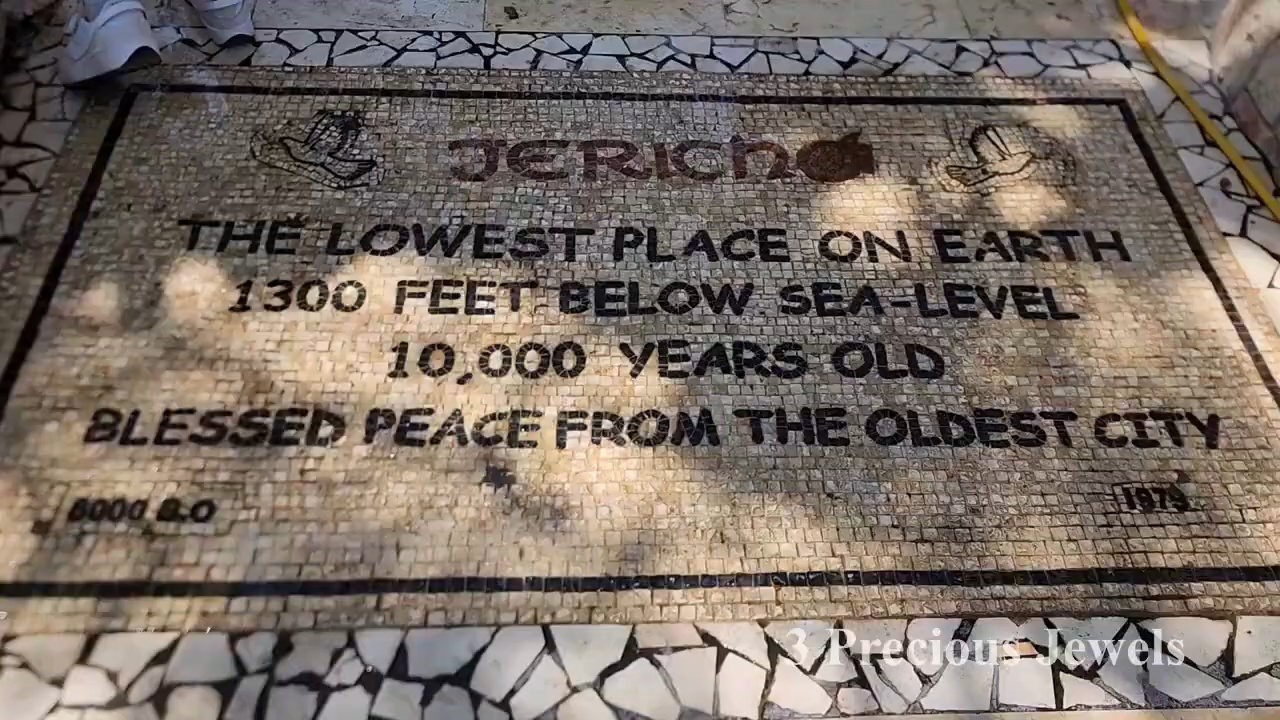 JERICHO
THE LOWEST PLACE ON EARTH
1300 FEET BELOW SEA-LEVEL
10,000 YEARS OLD
BLESSED PEACE FROM THE OLDEST CITY
1979
3 Precious Jewels